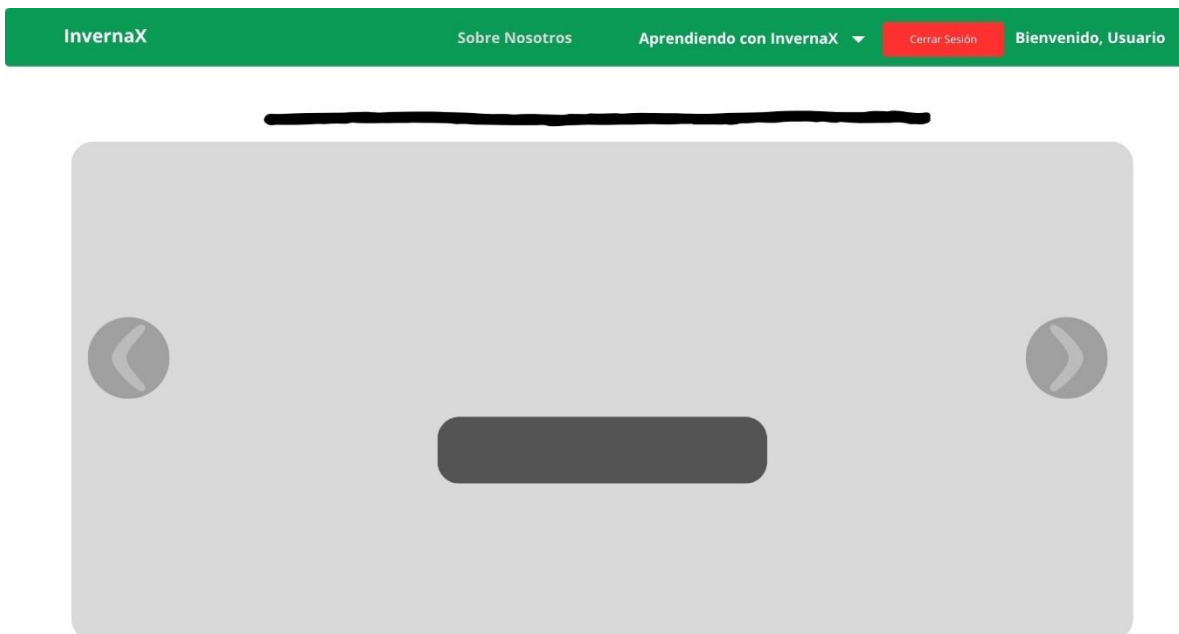 InvernaX
Sobre Nosotros
Aprendiendo con InvernaX
Cerrar Sesión
Bienvenido, Usuario